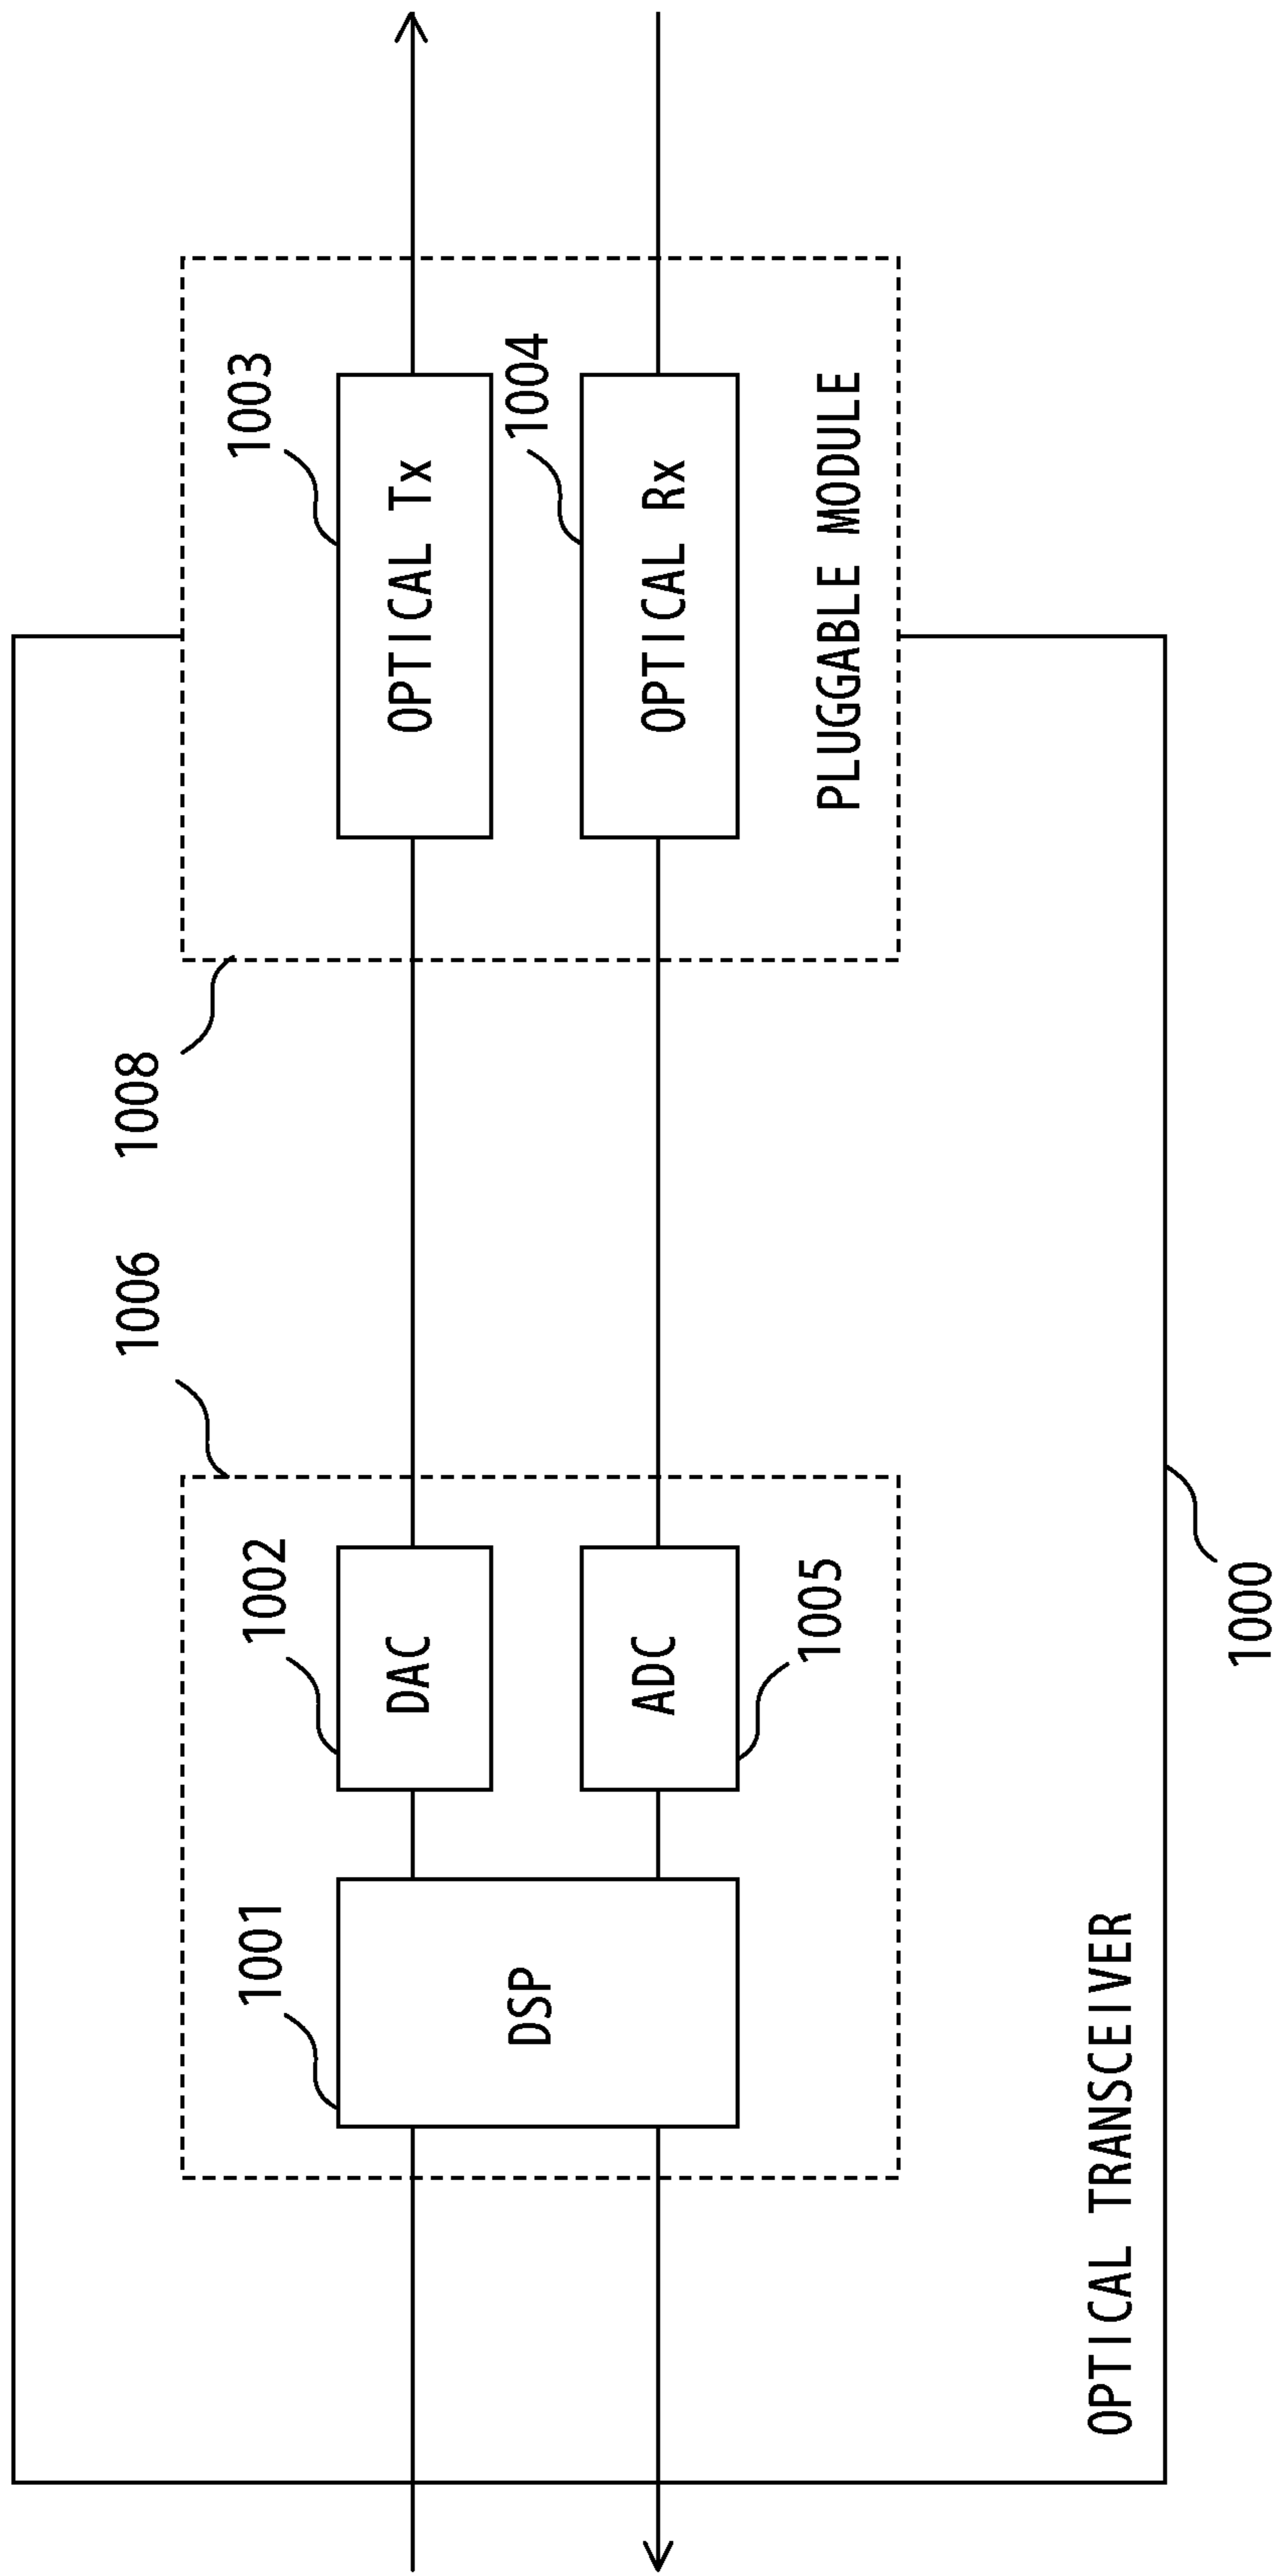 1006
1008
1001
1002
1003
DSP
DAC
OPTICAL Tx
1004
ADC
OPTICAL Rx
1005
PLUGGABLE MODULE
OPTICAL TRANSCEIVER
1000